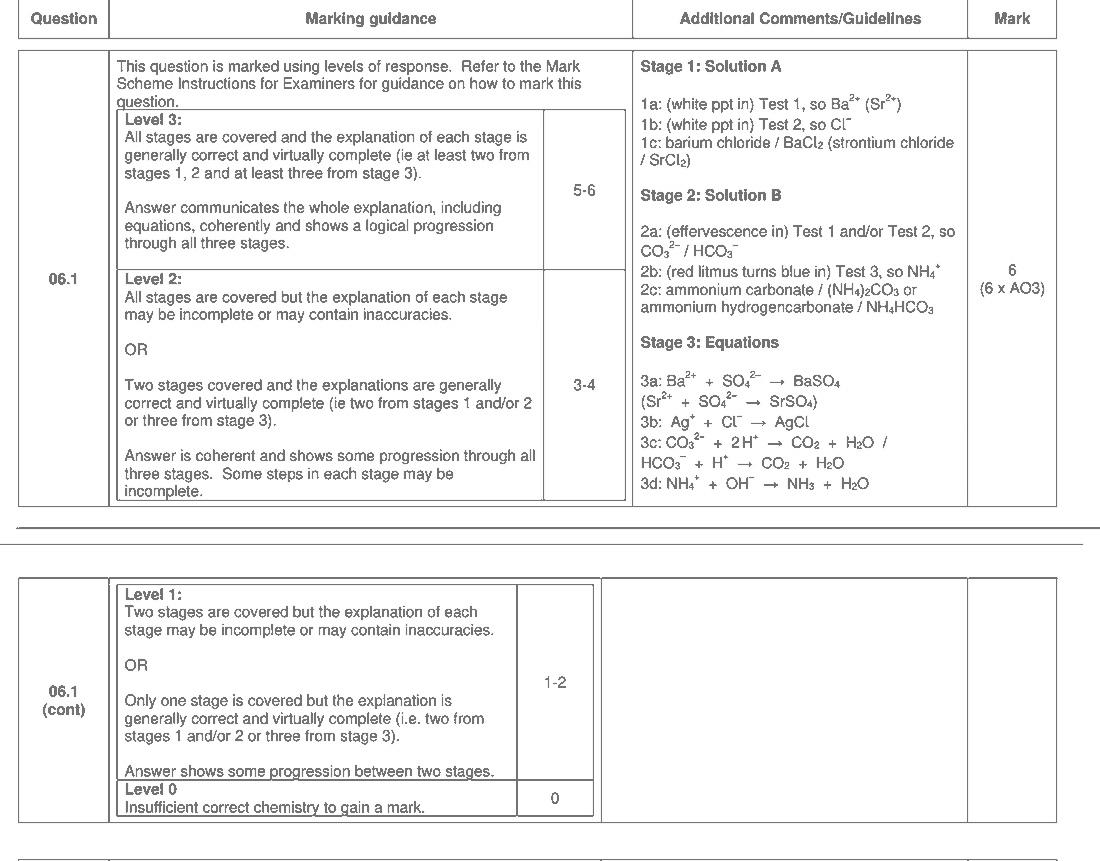 Question Marking guidance Additional Comments/Guidelines Mark
06.1
This question is marked using levels of response. Refer to the Mark
Scheme Instructions for Examiners for guidance on how to mark this
question.
Level 3:
All stages are covered and the explanation of each stage is
generally correct and virtually complete (ie at least two from
stages 1, 2 and at least three from stage 3).
Answer communicates the whole explanation, including
equations, coherently and shows a logical progression
through all three stages.
5-6
Level 2:
All stages are covered but the explanation of each stage
may be incomplete or may contain inaccuracies.
OR
Two stages covered and the explanations are generally
correct and virtually complete (ie two from stages 1 and/or 2
or three from stage 3).
Answer is coherent and shows some progression through all
three stages. Some steps in each stage may be
incomplete.
3-4
Stage 1: Solution A
1a: (white ppt in) Test 1, so Ba²⁺ (Sr²⁺)
1b: (white ppt in) Test 2, so Cl⁻
1c: barium chloride / BaCl₂ (strontium chloride
/ SrCl₂)
Stage 2: Solution B
2a: (effervescence in) Test 1 and/or Test 2, so
CO₃²⁻ / HCO₃⁻
2b: (red litmus turns blue in) Test 3, so NH₄⁺
2c: ammonium carbonate / (NH₄)₂CO₃ or
ammonium hydrogencarbonate / NH₄HCO₃
Stage 3: Equations
3a: Ba²⁺ + SO₄²⁻ → BaSO₄
(Sr²⁺ + SO₄²⁻ → SrSO₄)
3b: Ag⁺ + Cl⁻ → AgCl
3c: CO₃²⁻ + 2H⁺ → CO₂ + H₂O /
HCO₃⁻ + H⁺ → CO₂ + H₂O
3d: NH₄⁺ + OH⁻ → NH₃ + H₂O
6
(6 x AO3)
06.1
(cont)
Level 1:
Two stages are covered but the explanation of each
stage may be incomplete or may contain inaccuracies.
OR
Only one stage is covered but the explanation is
generally correct and virtually complete (i.e. two from
stages 1 and/or 2 or three from stage 3).
Answer shows some progression between two stages.
1-2
Level 0
Insufficient correct chemistry to gain a mark.
0